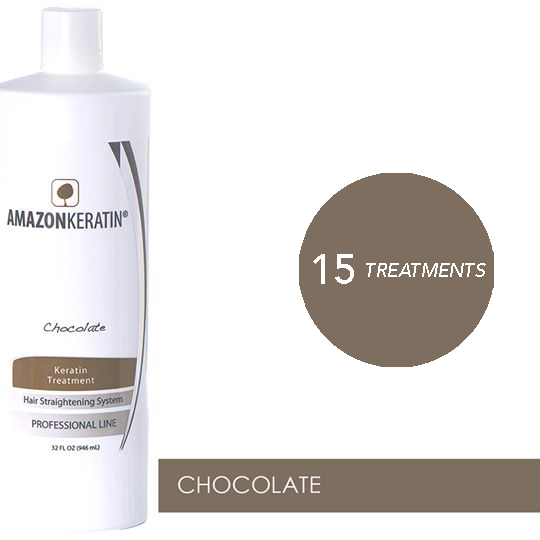 AMAZONKERATIN®
Chocolate
Keratin
Treatment
Hair Straightening System
PROFESSIONAL LINE
32 FL OZ (946 mL)
15 TREATMENTS
CHOCOLATE